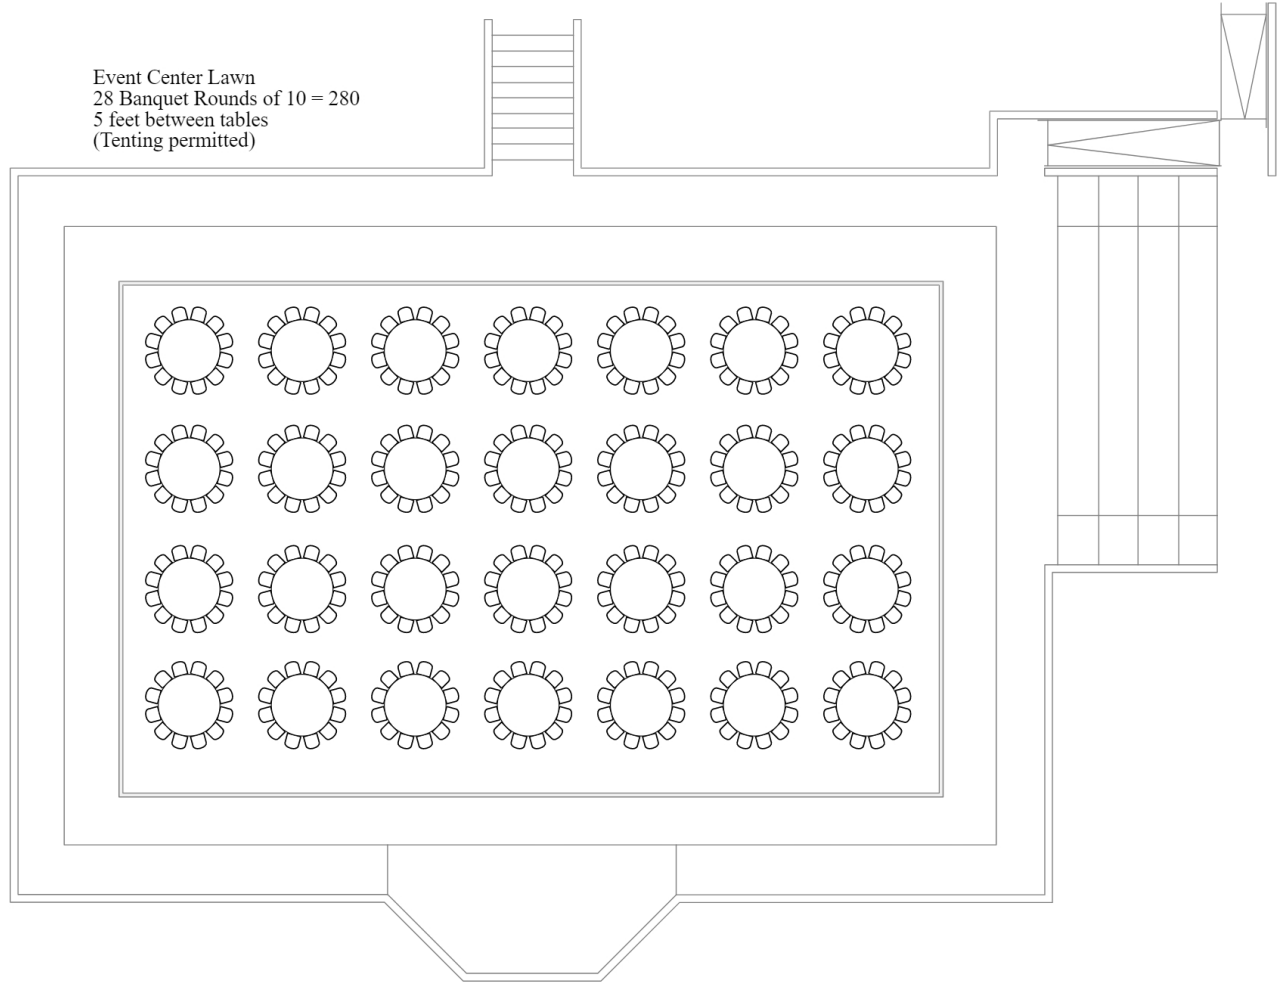 Event Center Lawn
28 Banquet Rounds of 10 = 280
5 feet between tables
(Tenting permitted)